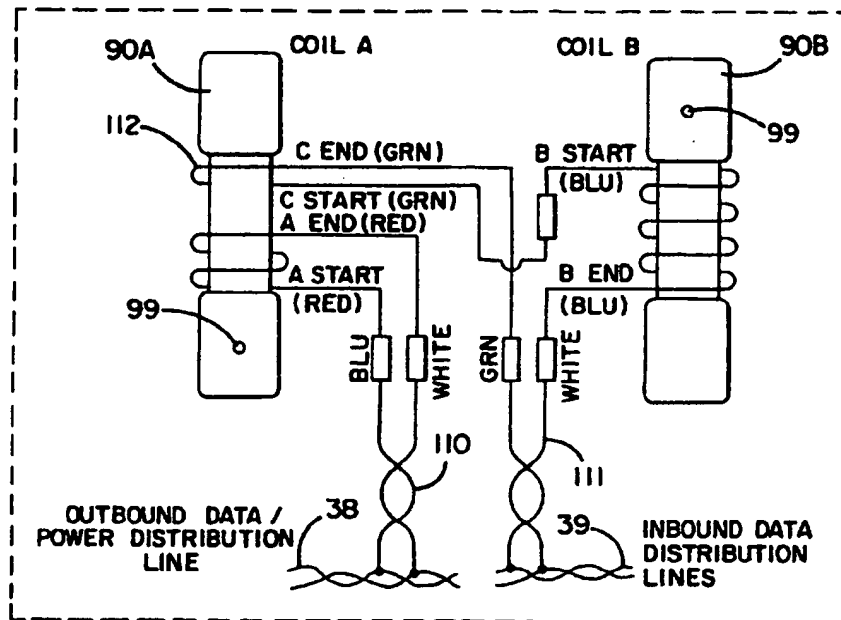 COIL A
COIL B
90A
90B
112
99
C END (GRN)
B START
(BLU)
C START (GRN)
A END (RED)
A START
(RED)
B END
(BLU)
99
BLU
WHITE
GRN
WHITE
110
111
OUTBOUND DATA /
POWER DISTRIBUTION
LINE
38
39
INBOUND DATA
DISTRIBUTION
LINES